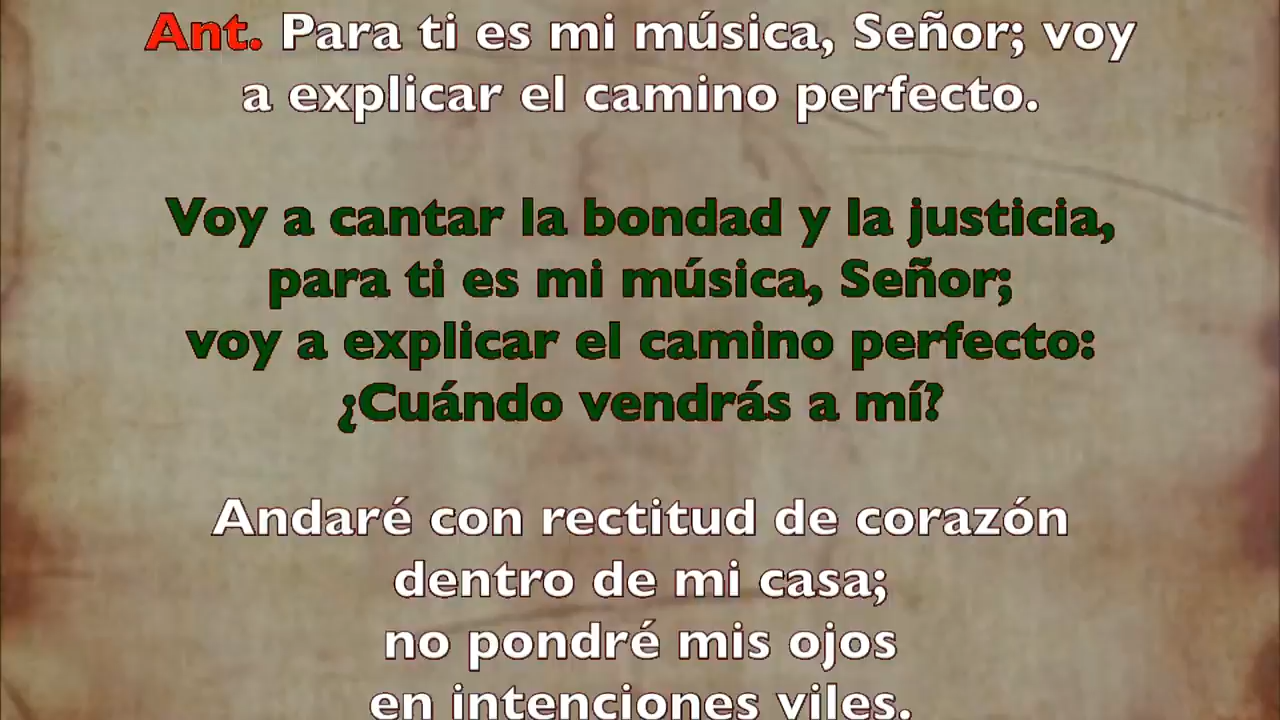 Ant. Para ti es mi música, Señor; voy
a explicar el camino perfecto.
Voy a cantar la bondad y la justicia,
para ti es mi música, Señor;
voy a explicar el camino perfecto:
¿Cuándo vendrás a mí?
Andaré con rectitud de corazón
dentro de mi casa;
no pondré mis ojos
en intenciones viles.